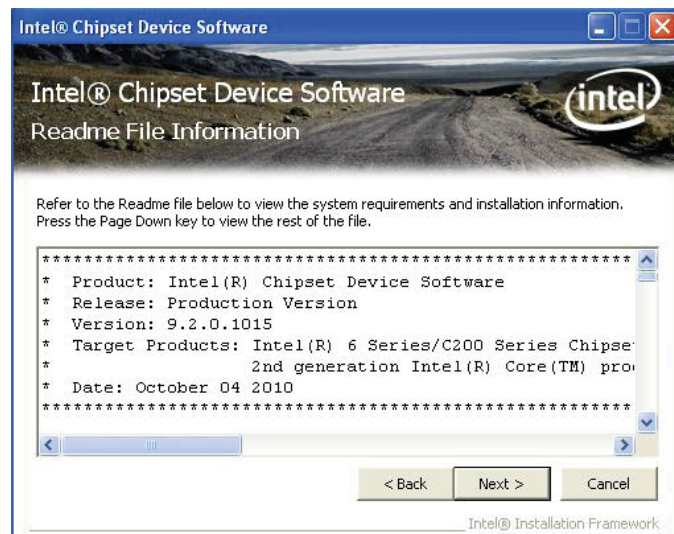 Intel® Chipset Device Software
Intel® Chipset Device Software
intel
Readme File Information
Refer to the Readme file below to view the system requirements and installation information.
Press the Page Down key to view the rest of the file.
*********************************************************
* Product: Intel(R) Chipset Device Software
* Release: Production Version
* Version: 9.2.0.1015
* Target Products: Intel(R) 6 Series/C200 Series Chipse
* 2nd generation Intel(R) Core(TM) pro
* Date: October 04 2010
*********************************************************
< Back Next > Cancel
Intel® Installation Framework